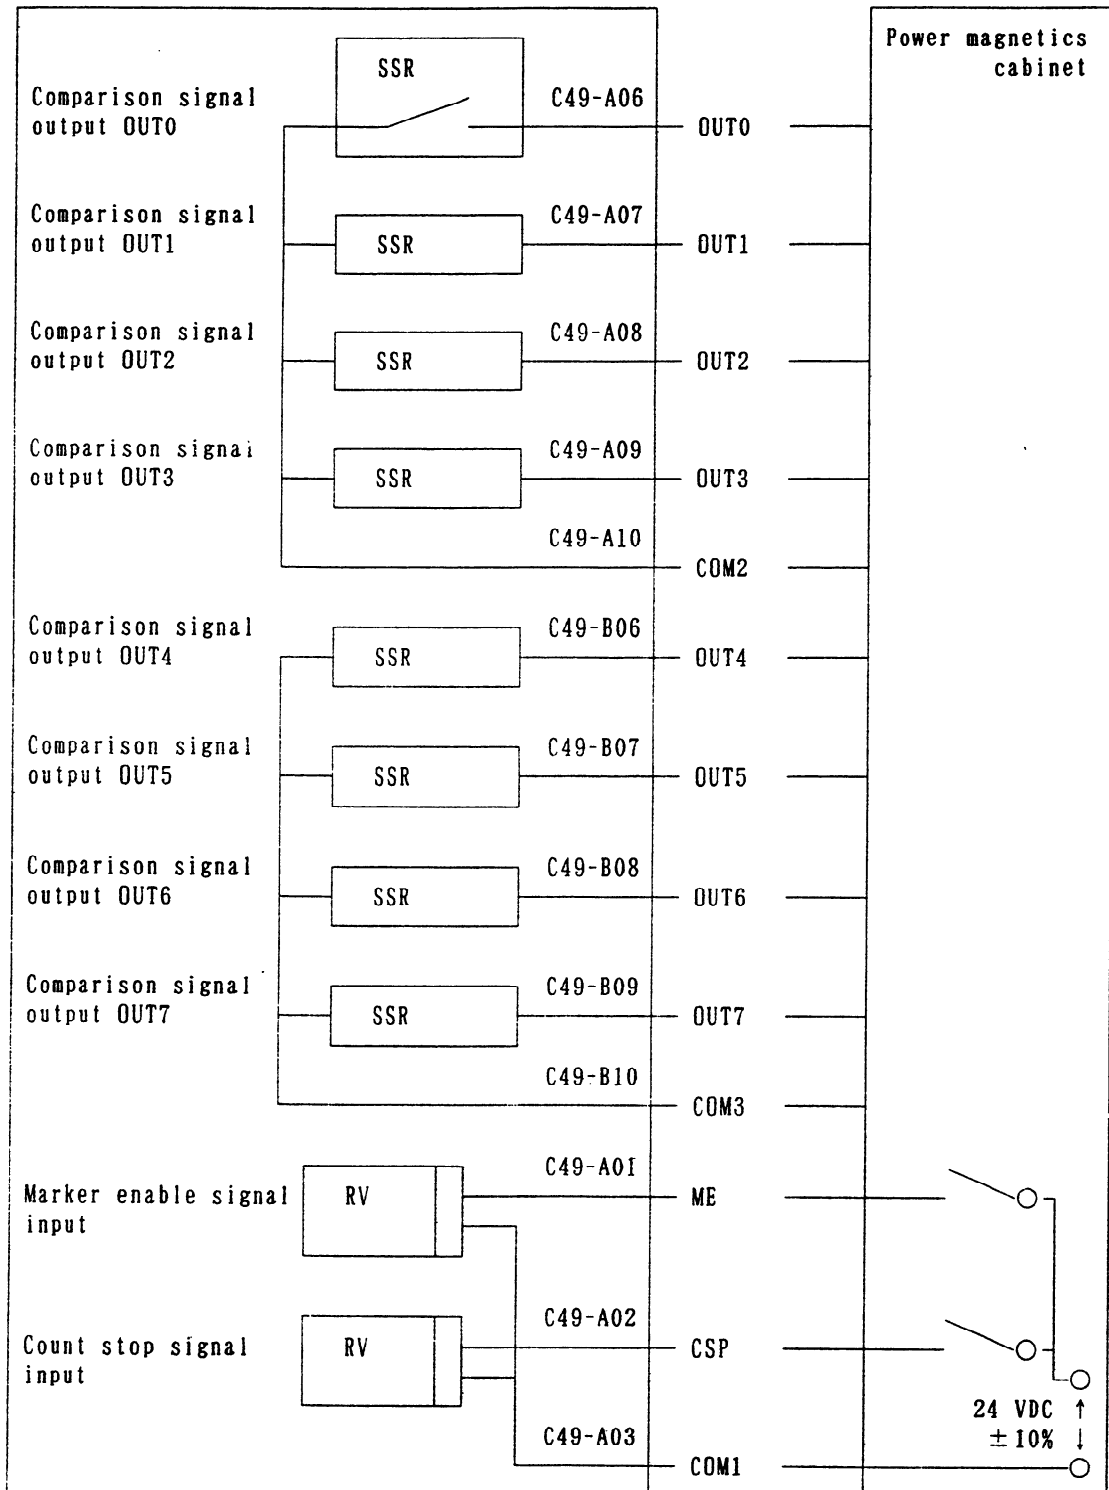 Power magnetics
cabinet
SSR
Comparison signal
output OUT0
C49-A06
OUT0
Comparison signal
output OUT1
SSR
C49-A07
OUT1
Comparison signal
output OUT2
SSR
C49-A08
OUT2
Comparison signal
output OUT3
SSR
C49-A09
OUT3
C49-A10
COM2
Comparison signal
output OUT4
SSR
C49-B06
OUT4
Comparison signal
output OUT5
SSR
C49-B07
OUT5
Comparison signal
output OUT6
SSR
C49-B08
OUT6
Comparison signal
output OUT7
SSR
C49-B09
OUT7
C49-B10
COM3
Marker enable signal
input
RV
C49-A01
ME
Count stop signal
input
RV
C49-A02
CSP
24 VDC ↑
±10% ↓
C49-A03
COM1